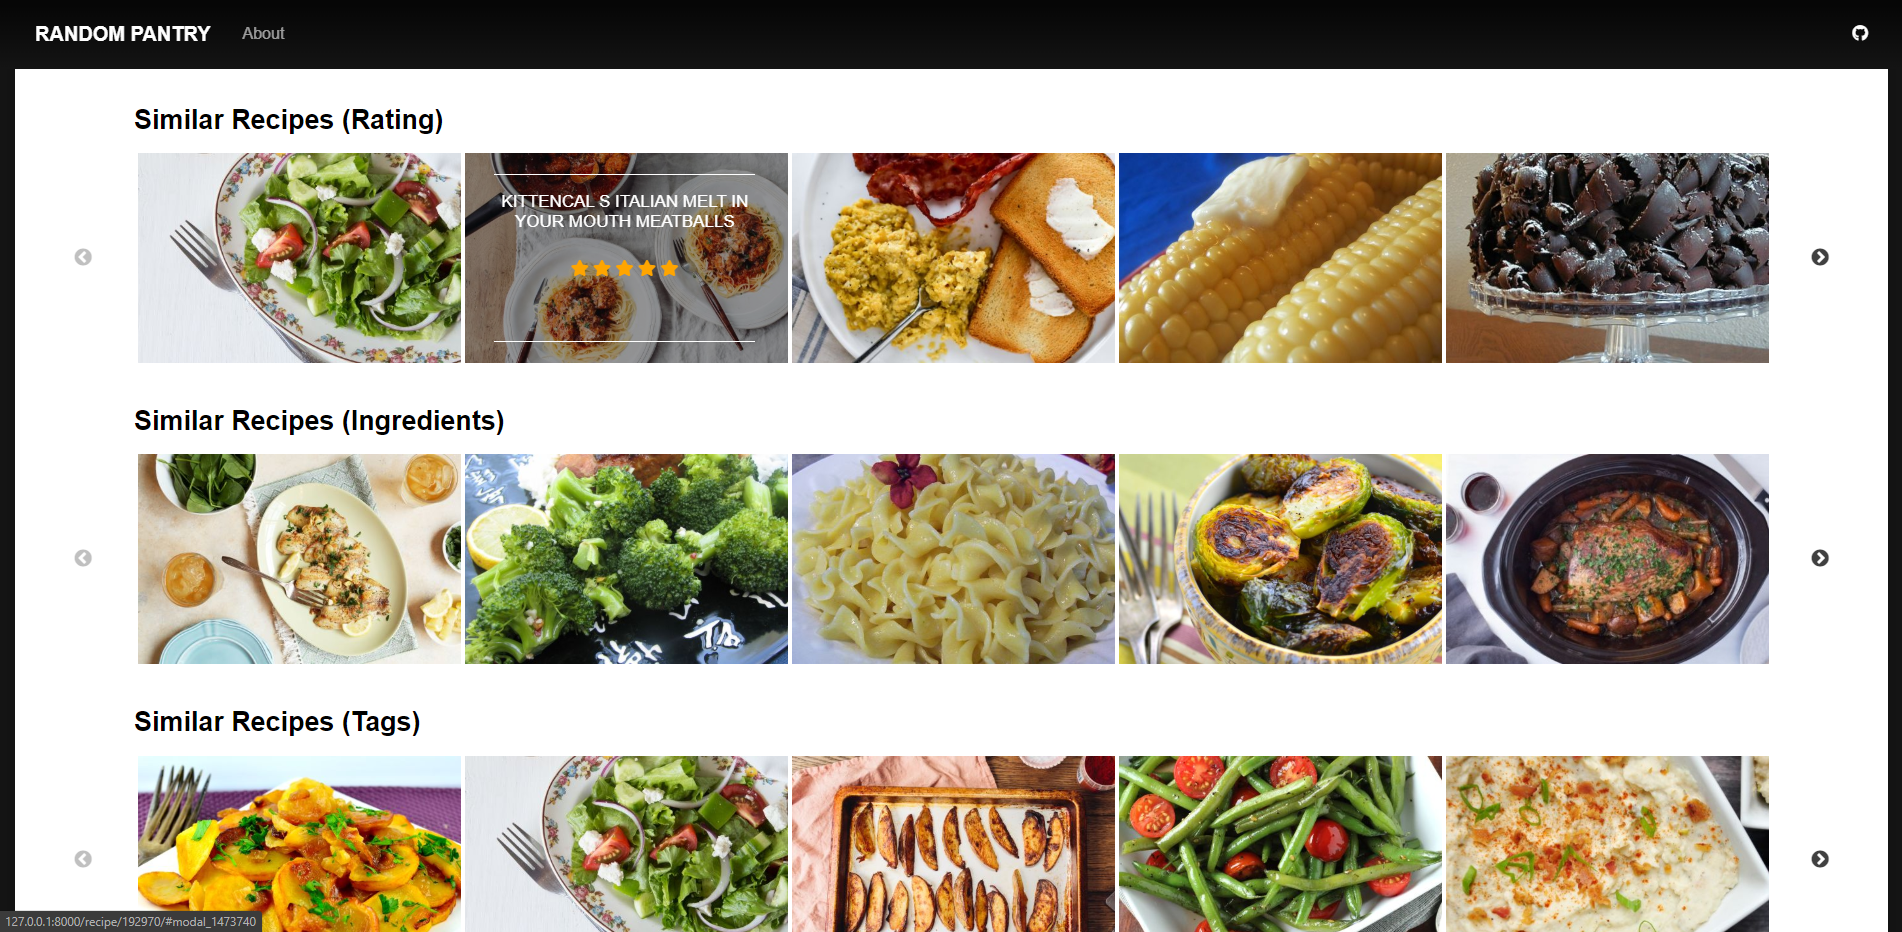 RANDOM PANTRY
About
Similar Recipes (Rating)
KITTENCAL S ITALIAN MELT IN
YOUR MOUTH MEATBALLS
Similar Recipes (Ingredients)
Similar Recipes (Tags)
127.0.0.1:8000/recipe/192970/#modal_1473740